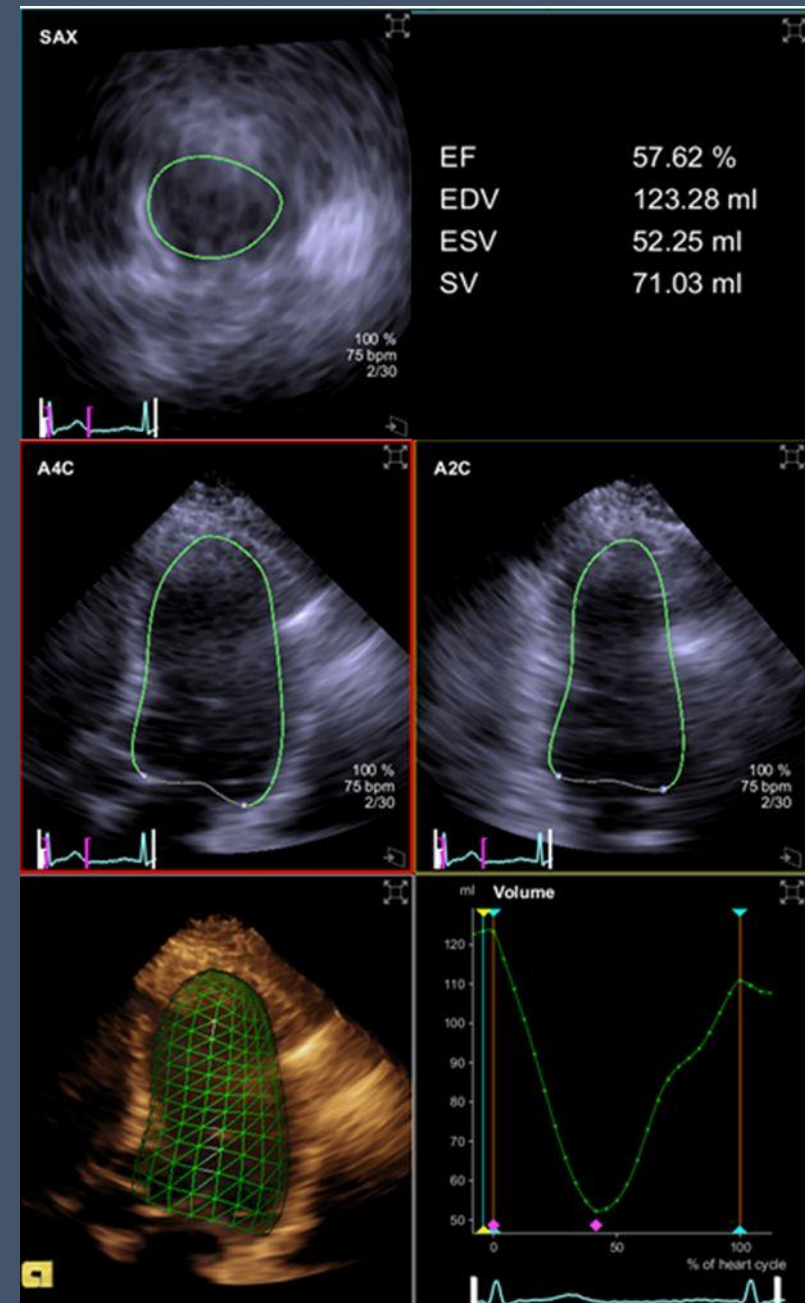 SAX
EF 57.62 %
EDV 123.28 ml
ESV 52.25 ml
SV 71.03 ml
100 %
75 bpm
2/30
A4C
100 %
75 bpm
2/30
A2C
100 %
75 bpm
2/30
ml Volume
120
110
100
90
80
70
60
50
0 50 100
% of heart cycle